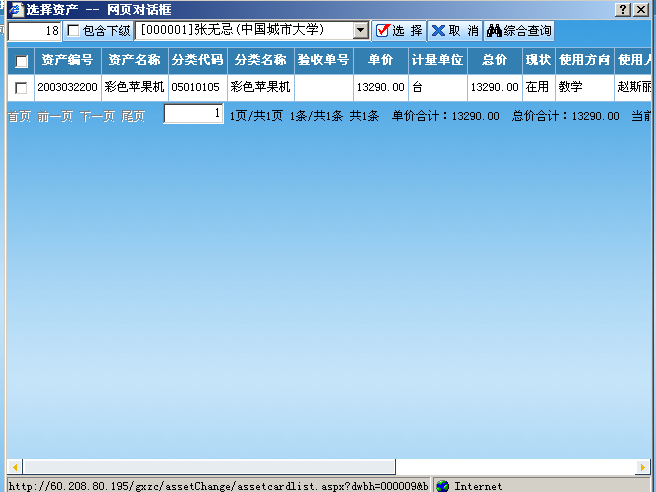 选择资产 -- 网页对话框
18 包含下级 [000001]张无忌(中国城市大学) 选 择 取 消 综合查询
资产编号 资产名称 分类代码 分类名称 验收单号 单价 计量单位 总价 现状 使用方向 使用人
2003032200 彩色苹果机 05010105 彩色苹果机 13290.00 台 13290.00 在用 教学 赵斯丽
首页 前一页 下一页 尾页 1 1页/共1页 1条/共1条 共1条 单价合计：13290.00 总价合计：13290.00 当前
http://60.208.80.195/gxzc/assetChange/assetcardlist.aspx?dwbh=000009&b Internet